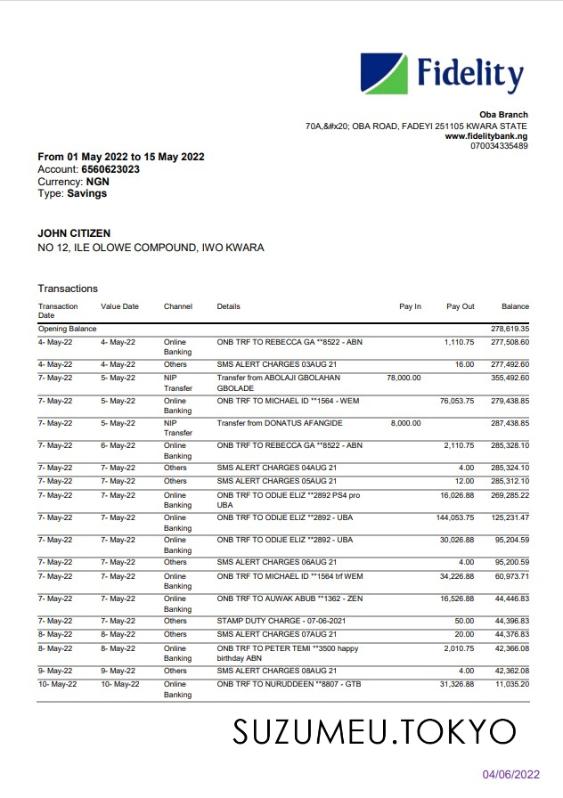 Fidelity
Oba Branch
70A,&#x20; OBA ROAD, FADEYI 251105 KWARA STATE
www.fidelitybank.ng
070034335489
From 01 May 2022 to 15 May 2022
Account: 6560623023
Currency: NGN
Type: Savings
JOHN CITIZEN
NO 12, ILE OLOWE COMPOUND, IWO KWARA
Transactions
Transaction Date Value Date Channel Details Pay In Pay Out Balance
Opening Balance 278,619.35
4- May-22 4- May-22 Online Banking ONB TRF TO REBECCA GA **8522 - ABN 1,110.75 277,508.60
4- May-22 4- May-22 Others SMS ALERT CHARGES 03AUG 21 16.00 277,492.60
7- May-22 5- May-22 NIP Transfer Transfer from ABOLAJI GBOLAHAN GBOLADE 78,000.00 355,492.60
7- May-22 5- May-22 Online Banking ONB TRF TO MICHAEL ID **1564 - WEM 76,053.75 279,438.85
7- May-22 5- May-22 NIP Transfer Transfer from DONATUS AFANGIDE 8,000.00 287,438.85
7- May-22 6- May-22 Online Banking ONB TRF TO REBECCA GA **8522 - ABN 2,110.75 285,328.10
7- May-22 7- May-22 Others SMS ALERT CHARGES 04AUG 21 4.00 285,324.10
7- May-22 7- May-22 Others SMS ALERT CHARGES 05AUG 21 12.00 285,312.10
7- May-22 7- May-22 Online Banking ONB TRF TO ODIJE ELIZ **2892 PS4 pro UBA 16,026.88 269,285.22
7- May-22 7- May-22 Online Banking ONB TRF TO ODIJE ELIZ **2892 - UBA 144,053.75 125,231.47
7- May-22 7- May-22 Online Banking ONB TRF TO ODIJE ELIZ **2892 - UBA 30,026.88 95,204.59
7- May-22 7- May-22 Others SMS ALERT CHARGES 06AUG 21 4.00 95,200.59
7- May-22 7- May-22 Online Banking ONB TRF TO MICHAEL ID **1564 trf WEM 34,226.88 60,973.71
7- May-22 7- May-22 Online Banking ONB TRF TO AUWAK ABUB **1362 - ZEN 16,526.88 44,446.83
7- May-22 7- May-22 Others STAMP DUTY CHARGE - 07-06-2021 50.00 44,396.83
8- May-22 8- May-22 Others SMS ALERT CHARGES 07AUG 21 20.00 44,376.83
8- May-22 8- May-22 Online Banking ONB TRF TO PETER TEMI **3500 happy birthday ABN 2,010.75 42,366.08
9- May-22 9- May-22 Others SMS ALERT CHARGES 08AUG 21 4.00 42,362.08
10- May-22 10- May-22 Online Banking ONB TRF TO NURUDDEEN **8807 - GTB 31,326.88 11,035.20
SUZUMEU.TOKYO
04/06/2022